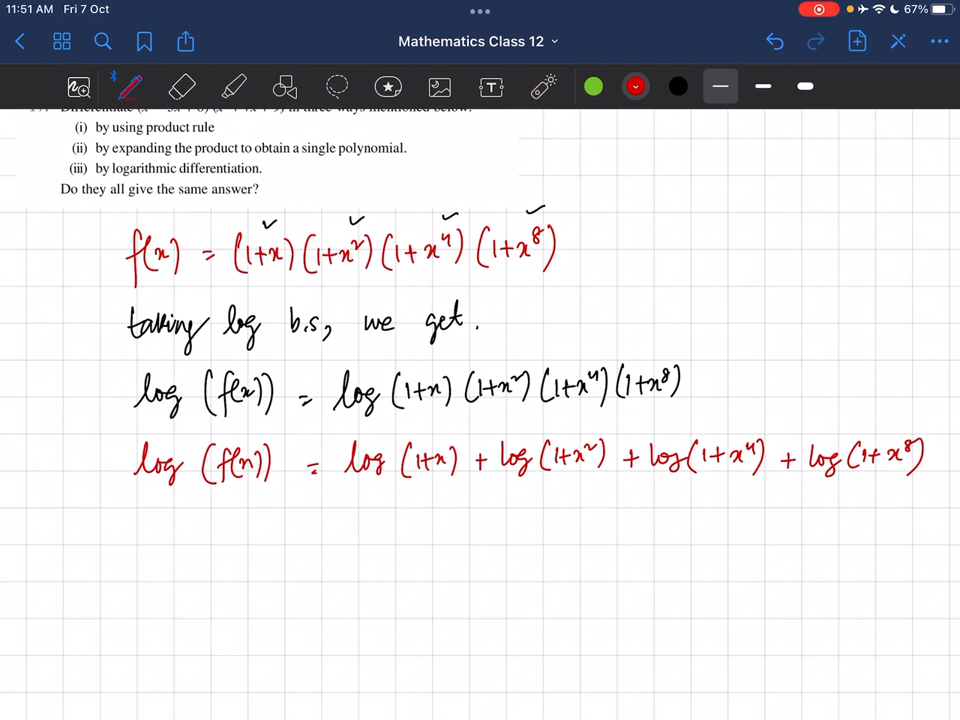 11:51 AM Fri 7 Oct
67%
Mathematics Class 12
(i) by using product rule
(ii) by expanding the product to obtain a single polynomial.
(iii) by logarithmic differentiation.
Do they all give the same answer?
f(x) = (1+x) (1+x²) (1+x⁴) (1+x⁸)
taking log b.s, we get.
log (f(x)) = log (1+x) (1+x²) (1+x⁴) (1+x⁸)
log (f(x)) = log (1+x) + log (1+x²) + log (1+x⁴) + log (1+x⁸)